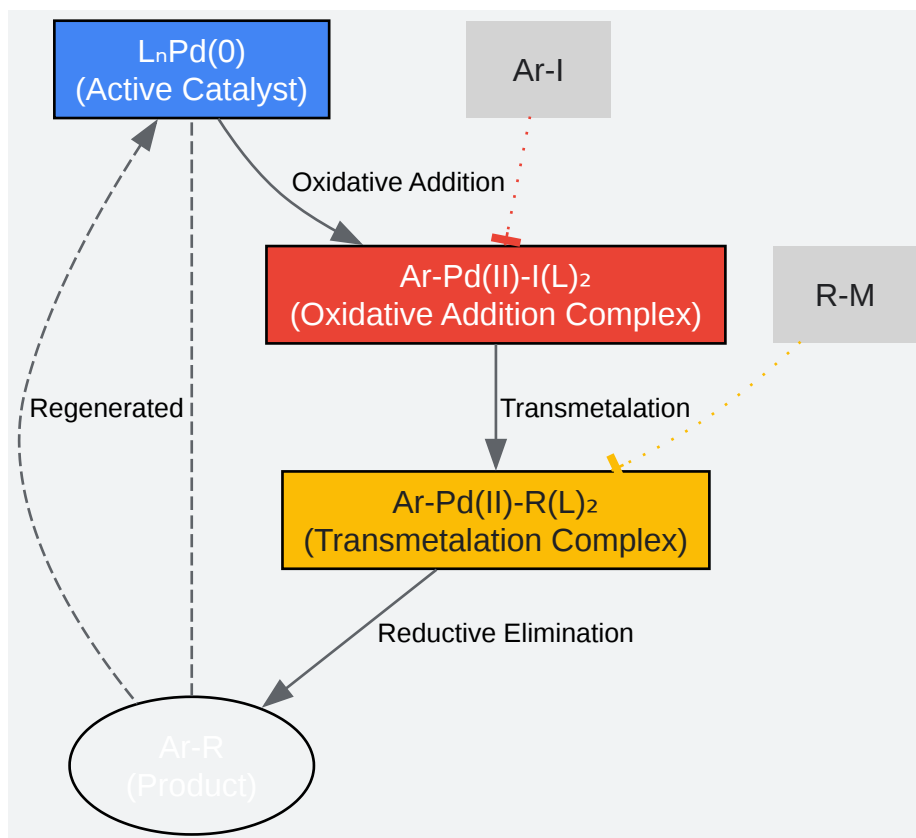 LₙPd(0)
(Active Catalyst)
Ar-I
Oxidative Addition
Ar-Pd(II)-I(L)₂
(Oxidative Addition Complex)
R-M
Regenerated
Transmetalation
Ar-Pd(II)-R(L)₂
(Transmetalation Complex)
Reductive Elimination
Ar-R
(Product)